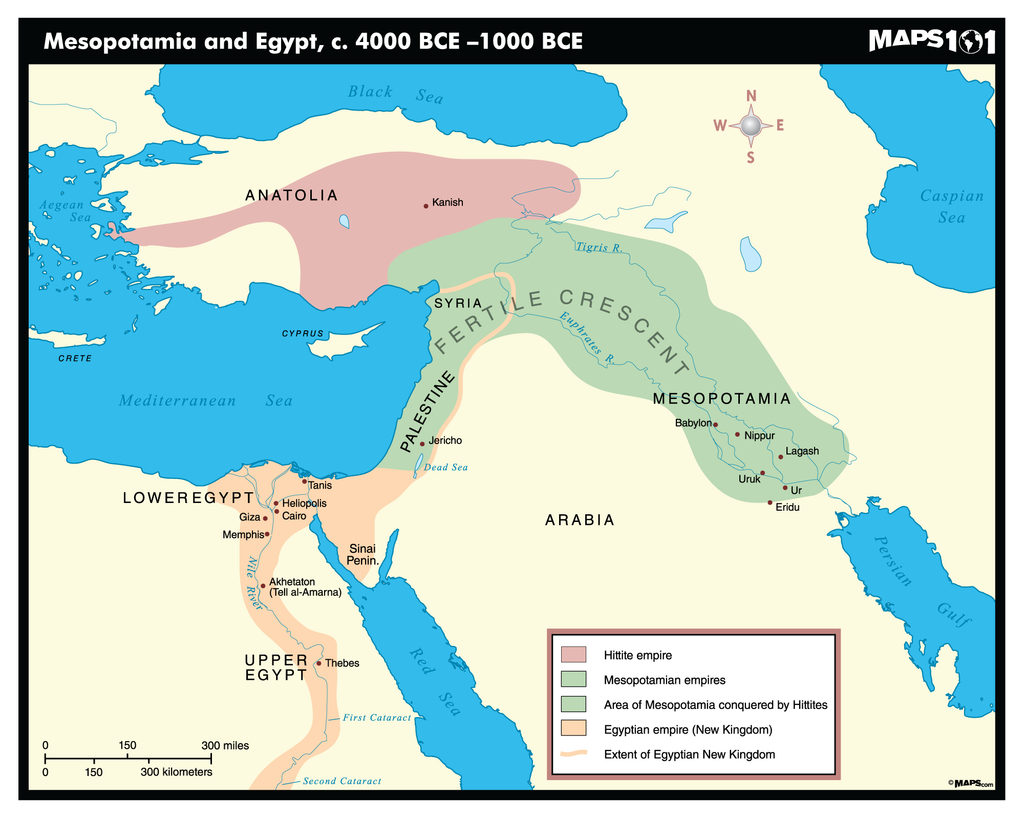 Mesopotamia and Egypt, c. 4000 BCE –1000 BCE
MAPS101
Black Sea
N
W E
S
ANATOLIA
Kanish
Aegean
Sea
Caspian
Sea
Tigris R.
SYRIA
FERTILE CRESCENT
Euphrates R.
CYPRUS
CRETE
Mediterranean Sea
PALESTINE
MESOPOTAMIA
Babylon
Nippur
Lagash
Uruk
Ur
Eridu
Jericho
Dead Sea
Tanis
LOWEREGYPT
Heliopolis
Giza
Cairo
Memphis
ARABIA
Sinai
Penin.
Persian Gulf
Nile River
Akhetaton
(Tell al-Amarna)
UPPER
EGYPT
Thebes
Red Sea
First Cataract
Second Cataract
Hittite empire
Mesopotamian empires
Area of Mesopotamia conquered by Hittites
Egyptian empire (New Kingdom)
Extent of Egyptian New Kingdom
0 150 300 miles
0 150 300 kilometers
©MAPS.com